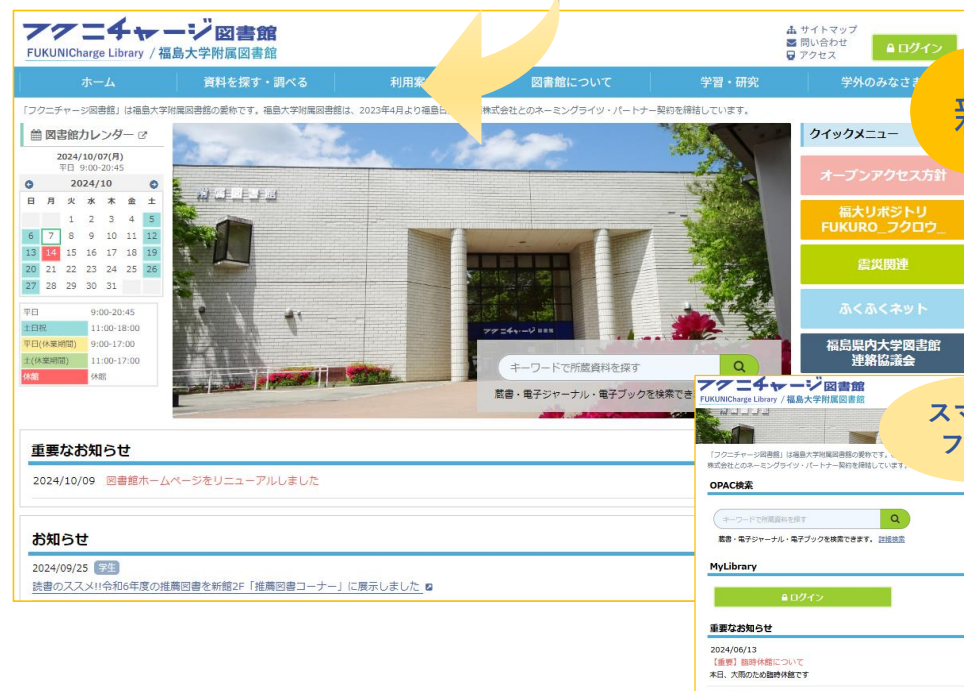 フクニチャージ図書館
FUKUNICharge Library / 福島大学附属図書館
サイトマップ
問い合わせ
アクセス
ログイン
ホーム
資料を探す・調べる
利用案
図書館について
学習・研究
学外のみなさま
「フクニチャージ図書館」は福島大学附属図書館の愛称です。福島大学附属図書館は、2023年4月より福島日
株式会社とのネーミングライツ・パートナー契約を締結しています。
図書館カレンダー
2024/10/07(月)
平日 9:00-20:45
2024/10
日 月 火 水 木 金 土
1 2 3 4 5
6 7 8 9 10 11 12
13 14 15 16 17 18 19
20 21 22 23 24 25 26
27 28 29 30 31
平日 9:00-20:45
土日祝 11:00-18:00
平日(休業期間) 9:00-17:00
土(休業期間) 11:00-17:00
休館 休館
附属図書館
フクニチャージ図書館
キーワードで所蔵資料を探す
蔵書・電子ジャーナル・電子ブックを検索でき
クイックメニュー
オープンアクセス方針
福大リポジトリ
FUKURO_フクロウ_
震災関連
ふくふくネット
福島県内大学図書館
連絡協議会
重要なお知らせ
2024/10/09 図書館ホームページをリニューアルしました
お知らせ
2024/09/25 学生
読書のススメ!!令和6年度の推薦図書を新館2F「推薦図書コーナー」に展示しました
フクニチャージ図書館
FUKUNICharge Library / 福島大学附属図書館
スマ
フ
「フクニチャージ図書館」は福島大学附属図書館の愛称です。
株式会社とのネーミングライツ・パートナー契約を締結しています。
OPAC検索
キーワードで所蔵資料を探す
蔵書・電子ジャーナル・電子ブックを検索できます。 詳細検索
MyLibrary
ログイン
重要なお知らせ
2024/06/13
【重要】臨時休館について
本日、大雨のため臨時休館です